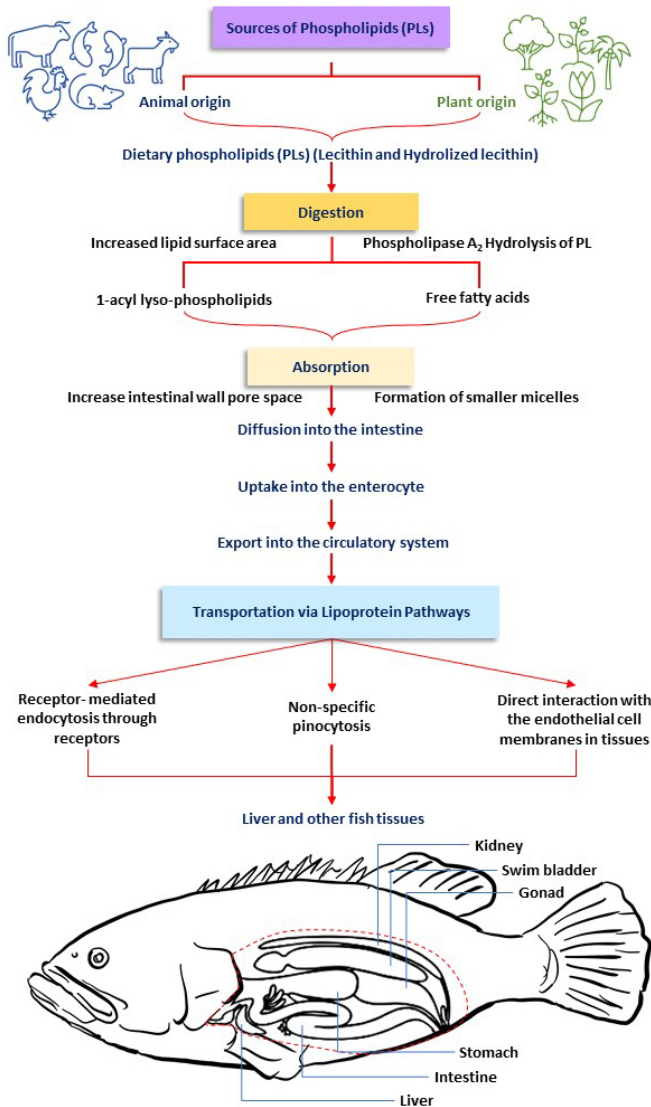 Sources of Phospholipids (PLs)
Animal origin
Plant origin
Dietary phospholipids (PLs) (Lecithin and Hydrolized lecithin)
Digestion
Increased lipid surface area
Phospholipase A₂ Hydrolysis of PL
1-acyl lyso-phospholipids
Free fatty acids
Absorption
Increase intestinal wall pore space
Formation of smaller micelles
Diffusion into the intestine
Uptake into the enterocyte
Export into the circulatory system
Transportation via Lipoprotein Pathways
Receptor- mediated
endocytosis through
receptors
Non-specific
pinocytosis
Direct interaction with
the endothelial cell
membranes in tissues
Liver and other fish tissues
Kidney
Swim bladder
Gonad
Stomach
Intestine
Liver